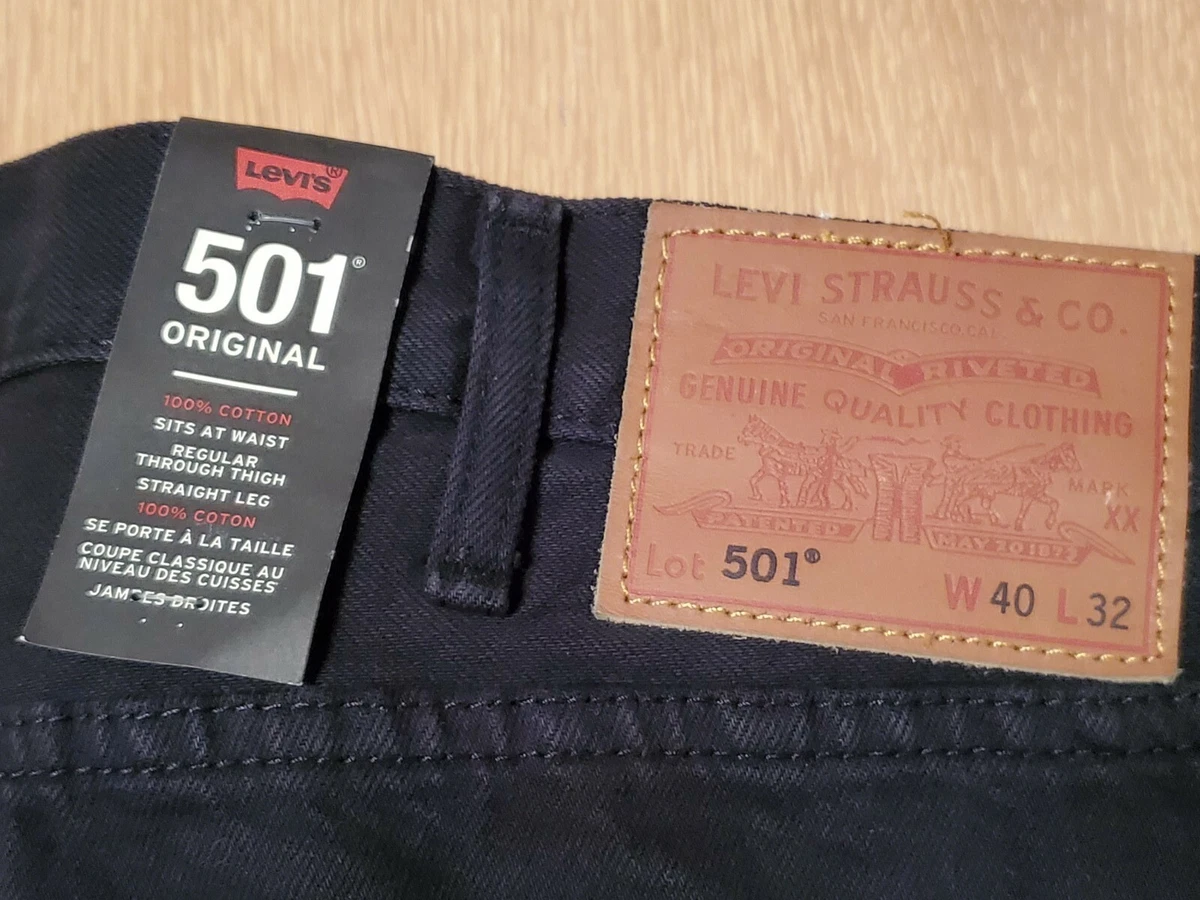 Levi's®
501®
ORIGINAL
100% COTTON
SITS AT WAIST
REGULAR
THROUGH THIGH
STRAIGHT LEG
100% COTON
SE PORTE À LA TAILLE
COUPE CLASSIQUE AU
NIVEAU DES CUISSES
JAMBES DROITES
LEVI STRAUSS & CO.
SAN FRANCISCO, CAL
ORIGINAL RIVETED
GENUINE QUALITY CLOTHING
TRADE MARK
XX
PATENTED MAY 20 1873
Lot 501® W 40 L 32